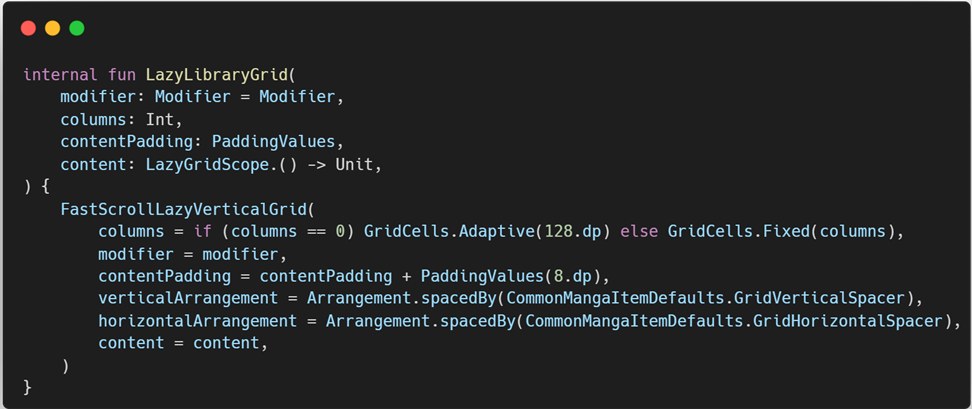 internal fun LazyLibraryGrid(
    modifier: Modifier = Modifier,
    columns: Int,
    contentPadding: PaddingValues,
    content: LazyGridScope.() -> Unit,
) {
    FastScrollLazyVerticalGrid(
        columns = if (columns == 0) GridCells.Adaptive(128.dp) else GridCells.Fixed(columns),
        modifier = modifier,
        contentPadding = contentPadding + PaddingValues(8.dp),
        verticalArrangement = Arrangement.spacedBy(CommonMangaItemDefaults.GridVerticalSpacer),
        horizontalArrangement = Arrangement.spacedBy(CommonMangaItemDefaults.GridHorizontalSpacer),
        content = content,
    )
}